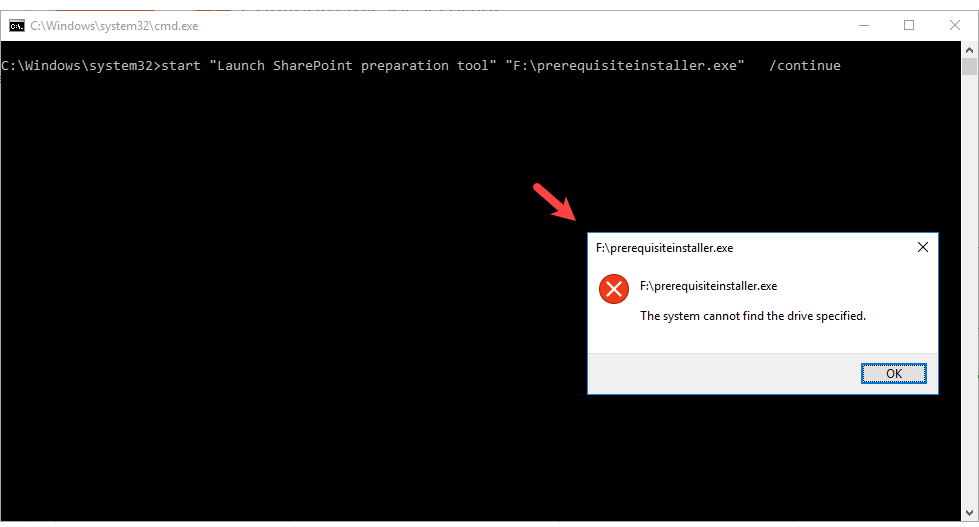 C:\Windows\system32\cmd.exe
C:\Windows\system32>start "Launch SharePoint preparation tool" "F:\prerequisiteinstaller.exe"   /continue
F:\prerequisiteinstaller.exe
F:\prerequisiteinstaller.exe
The system cannot find the drive specified.
OK